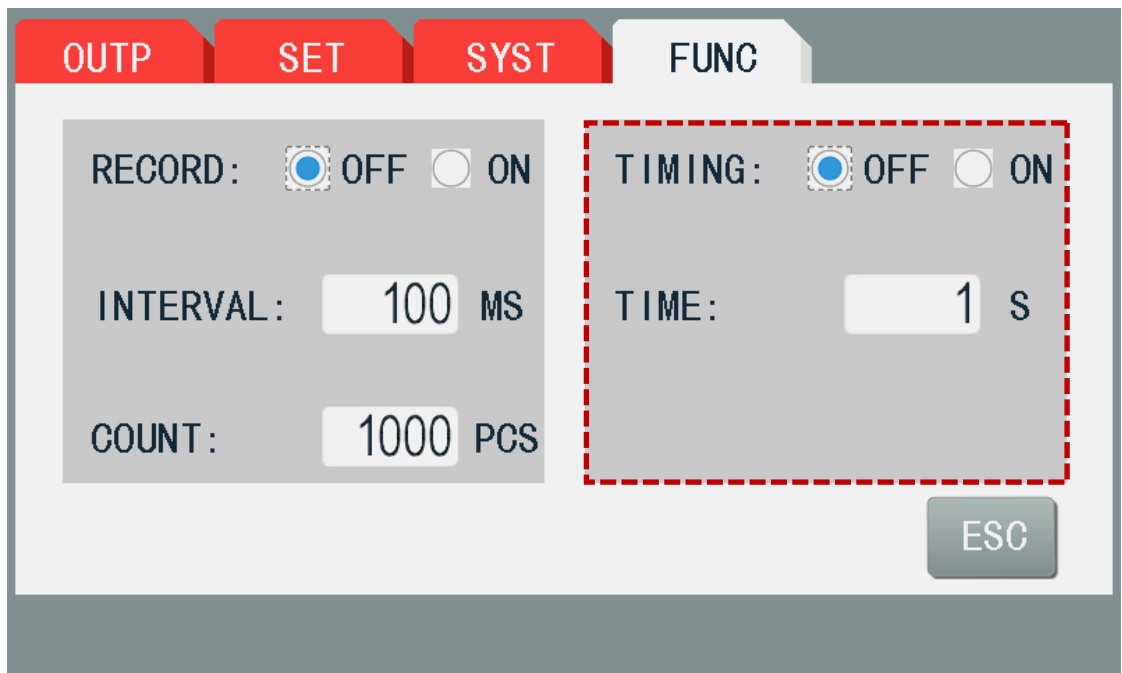 OUTP SET SYST FUNC
RECORD: OFF ON
INTERVAL: 100 MS
COUNT: 1000 PCS
TIMING: OFF ON
TIME: 1 S
ESC